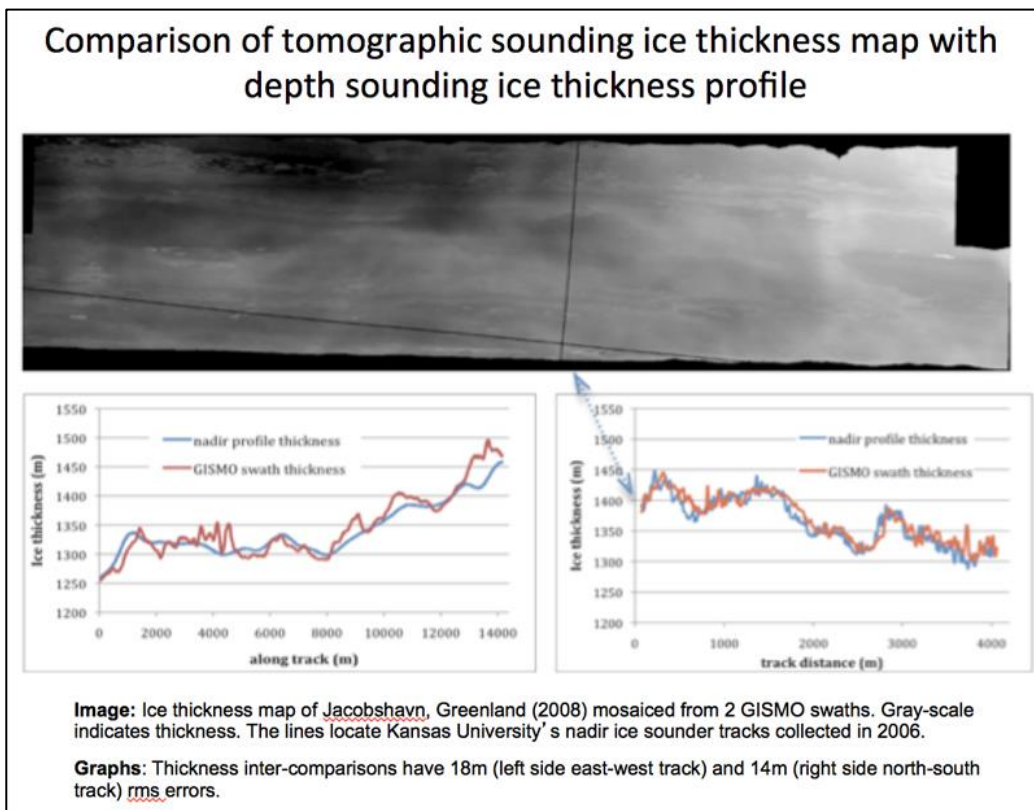 Comparison of tomographic sounding ice thickness map with
depth sounding ice thickness profile
1550
1500
1450
1400
1350
1300
1250
1200
Ice thickness (m)
nadir profile thickness
GISMO swath thickness
0
2000
4000
6000
8000
10000
12000
14000
along track (m)
1550
1500
1450
1400
1350
1300
1250
1200
Ice thickness (m)
nadir profile thickness
GISMO swath thickness
0
1000
2000
3000
4000
track distance (m)
Image: Ice thickness map of Jacobshavn, Greenland (2008) mosaiced from 2 GISMO swaths. Gray-scale
indicates thickness. The lines locate Kansas University's nadir ice sounder tracks collected in 2006.
Graphs: Thickness inter-comparisons have 18m (left side east-west track) and 14m (right side north-south
track) rms errors.